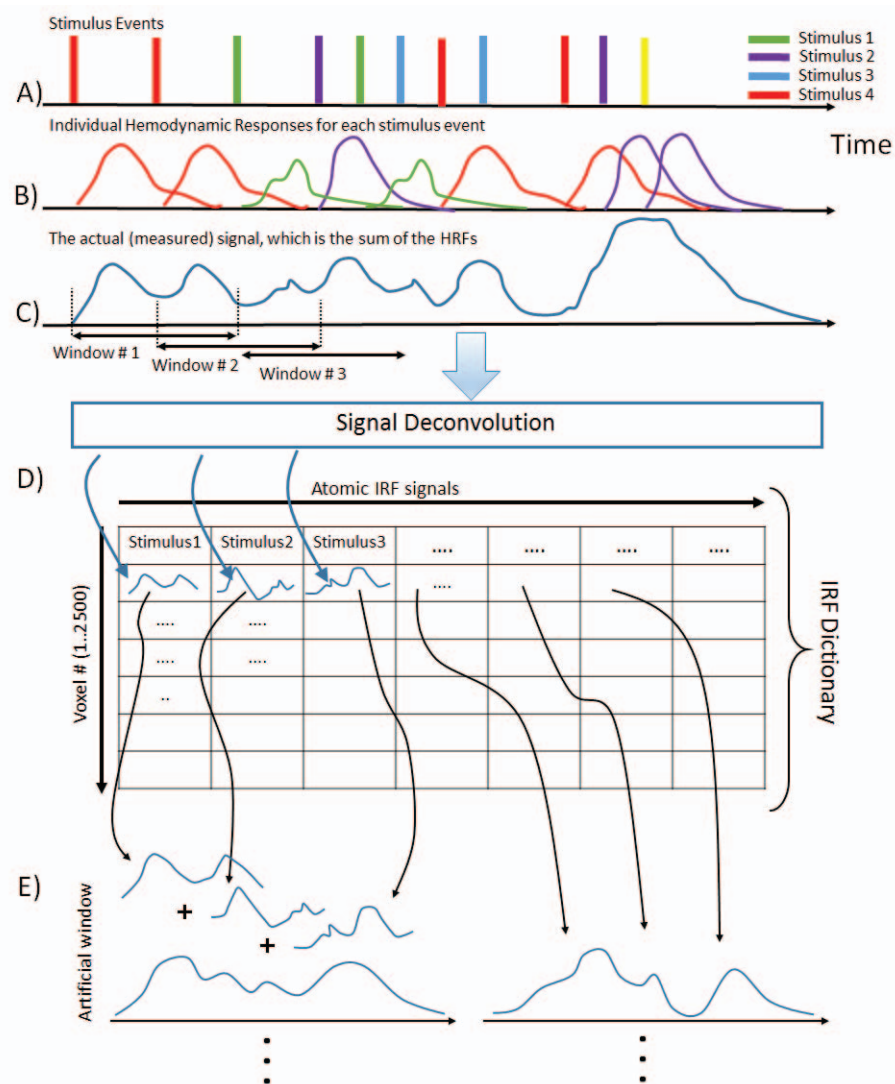 Stimulus Events
Stimulus 1
Stimulus 2
Stimulus 3
Stimulus 4
A)
Individual Hemodynamic Responses for each stimulus event
Time
B)
The actual (measured) signal, which is the sum of the HRFs
C)
Window # 1
Window # 2
Window # 3
Signal Deconvolution
D)
Atomic IRF signals
Stimulus1 Stimulus2 Stimulus3 .... .... .... ....
....
.... ....
.... ....
..
Voxel # (1..2500)
IRF Dictionary
E)
+
+
Artificial window